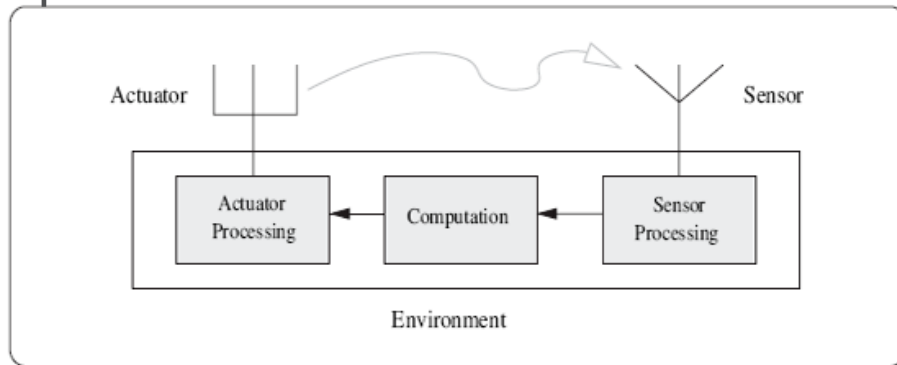 Actuator
Sensor
Actuator
Processing
Computation
Sensor
Processing
Environment